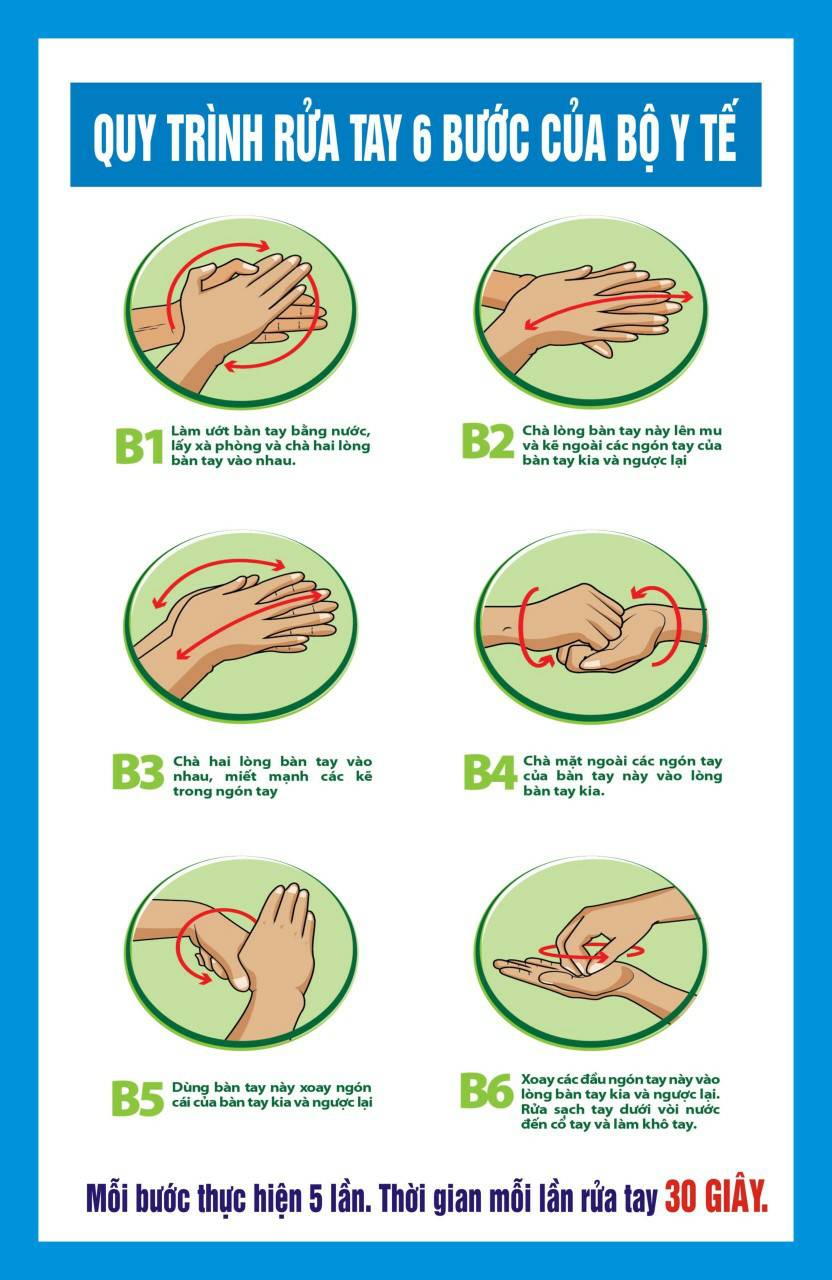 QUY TRÌNH RỬA TAY 6 BƯỚC CỦA BỘ Y TẾ
B1
Làm ướt bàn tay bằng nước,
lấy xà phòng và chà hai lòng
bàn tay vào nhau.
B2
Chà lòng bàn tay này lên mu
và kẽ ngoài các ngón tay của
bàn tay kia và ngược lại
B3
Chà hai lòng bàn tay vào
nhau, miết mạnh các kẽ
trong ngón tay
B4
Chà mặt ngoài các ngón tay
của bàn tay này vào lòng
bàn tay kia.
B5
Dùng bàn tay này xoay ngón
cái của bàn tay kia và ngược lại
B6
Xoay các đầu ngón tay này vào
lòng bàn tay kia và ngược lại.
Rửa sạch tay dưới vòi nước
đến cổ tay và làm khô tay.
Mỗi bước thực hiện 5 lần. Thời gian mỗi lần rửa tay 30 GIÂY.